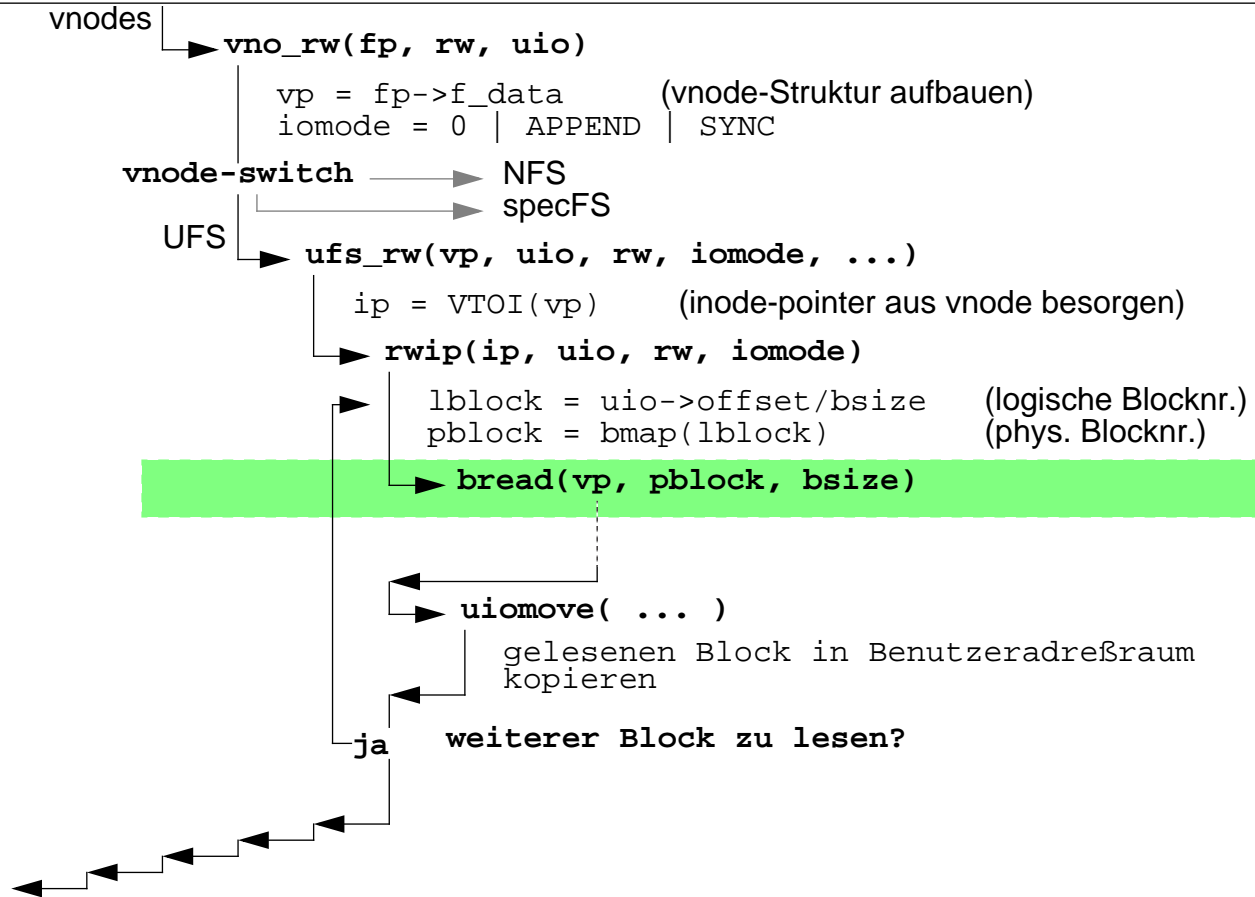 vnodes
vno_rw(fp, rw, uio)
vp = fp->f_data (vnode-Struktur aufbauen)
iomode = 0 | APPEND | SYNC
vnode-switch NFS
specFS
UFS
ufs_rw(vp, uio, rw, iomode, ...)
ip = VTOI(vp) (inode-pointer aus vnode besorgen)
rwip(ip, uio, rw, iomode)
lblock = uio->offset/bsize (logische Blocknr.)
pblock = bmap(lblock) (phys. Blocknr.)
bread(vp, pblock, bsize)
uiomove( ... )
gelesenen Block in Benutzeradreßraum
kopieren
ja weiterer Block zu lesen?